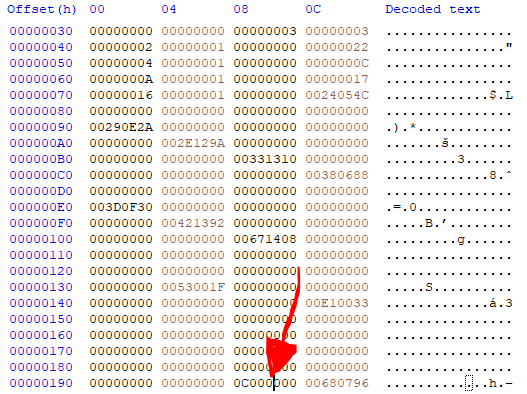 Offset(h) 00 04 08 0C Decoded text
00000030 00000000 00000000 00000003 00000003 ................
00000040 00000002 00000001 00000000 00000022 ..............."
00000050 00000004 00000001 00000000 0000000C ................
00000060 0000000A 00000001 00000000 00000017 ................
00000070 00000016 00000001 00000000 0024054C .............$.L
00000080 00000000 00000000 00000000 00000000 ................
00000090 00290E2A 00000000 00000000 00000000 .).*............
000000A0 00000000 002E129A 00000000 00000000 .......š........
000000B0 00000000 00000000 00331310 00000000 .........3......
000000C0 00000000 00000000 00000000 00380688 .............8.ˆ
000000D0 00000000 00000000 00000000 00000000 ................
000000E0 003D0F30 00000000 00000000 00000000 .=.0............
000000F0 00000000 00421392 00000000 00000000 .....B.’........
00000100 00000000 00000000 00671408 00000000 .........g......
00000110 00000000 00000000 00000000 00000000 ................
00000120 00000000 00000000 00000000 00000000 ................
00000130 00000000 0053001F 00000000 00000000 .....S..........
00000140 00000000 00000000 00000000 00E10033 .............á.3
00000150 00000000 00000000 00000000 00000000 ................
00000160 00000000 00000000 00000000 00000000 ................
00000170 00000000 00000000 00000000 00000000 ................
00000180 00000000 00000000 00000000 00000000 ................
00000190 00000000 00000000 0C000000 00680796 .............h.–